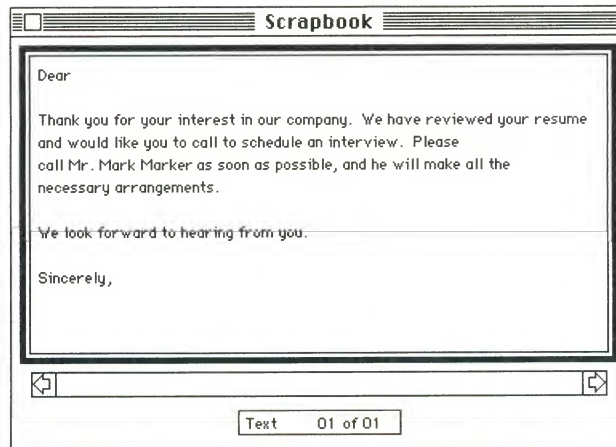 Scrapbook
Dear
Thank you for your interest in our company. We have reviewed your resume
and would like you to call to schedule an interview. Please
call Mr. Mark Marker as soon as possible, and he will make all the
necessary arrangements.
We look forward to hearing from you.
Sincerely,
Text 01 of 01